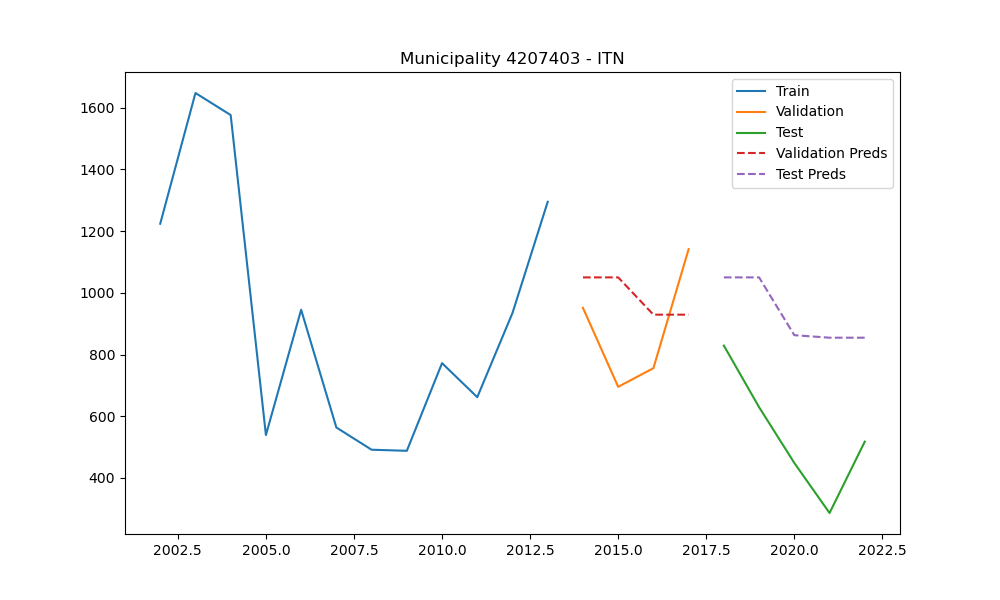 Municipality 4207403 - ITN
Train
Validation
Test
Validation Preds
Test Preds
1600
1400
1200
1000
800
600
400
2002.5 2005.0 2007.5 2010.0 2012.5 2015.0 2017.5 2020.0 2022.5